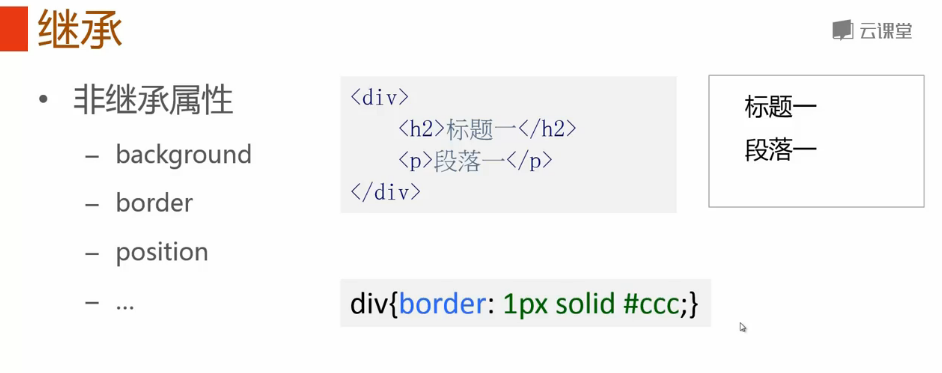 继承
云课堂
• 非继承属性
– background
– border
– position
– ...
<div>
<h2>标题一</h2>
<p>段落一</p>
</div>
标题一
段落一
div{border: 1px solid #ccc;}